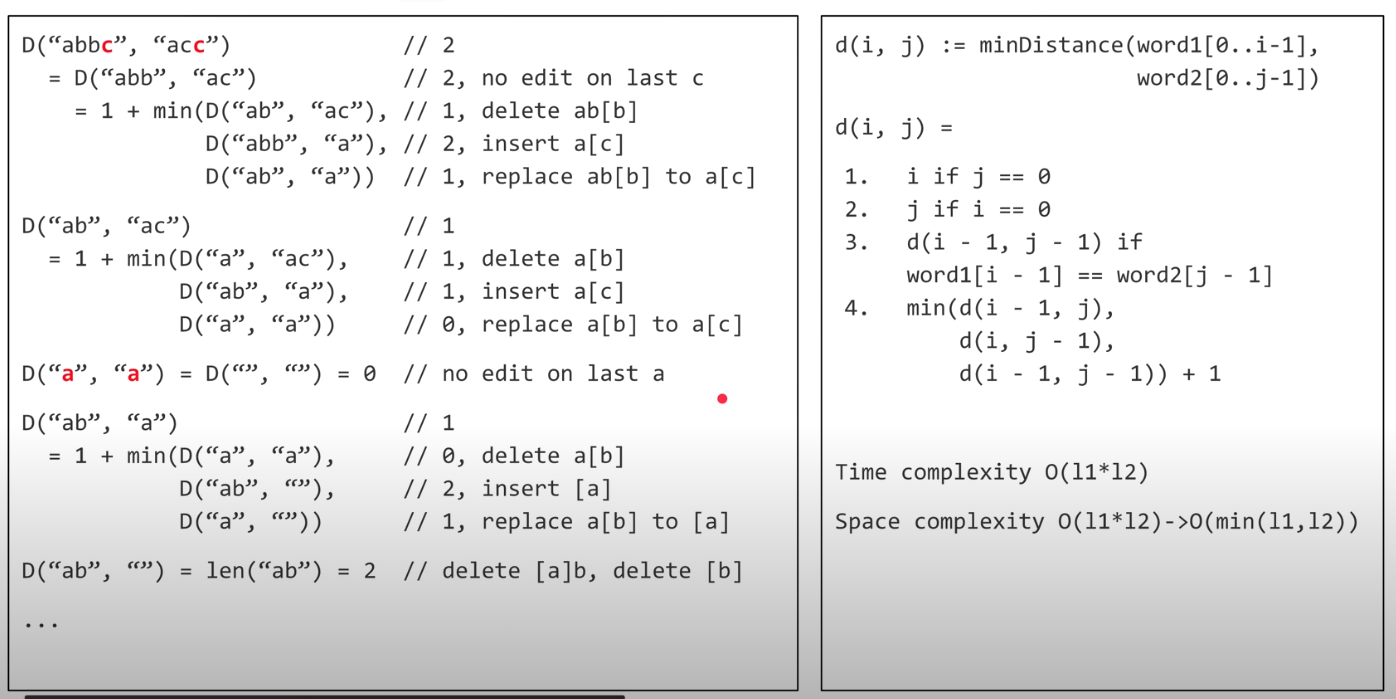 D(“abbc”, “acc”) // 2
= D(“abb”, “ac”) // 2, no edit on last c
= 1 + min(D(“ab”, “ac”), // 1, delete ab[b]
D(“abb”, “a”), // 2, insert a[c]
D(“ab”, “a”)) // 1, replace ab[b] to a[c]
D(“ab”, “ac”) // 1
= 1 + min(D(“a”, “ac”), // 1, delete a[b]
D(“ab”, “a”), // 1, insert a[c]
D(“a”, “a”)) // 0, replace a[b] to a[c]
D(“a”, “a”) = D(“”, “”) = 0 // no edit on last a
D(“ab”, “a”) // 1
= 1 + min(D(“a”, “a”), // 0, delete a[b]
D(“ab”, “”), // 2, insert [a]
D(“a”, “”)) // 1, replace a[b] to [a]
D(“ab”, “”) = len(“ab”) = 2 // delete [a]b, delete [b]
...
d(i, j) := minDistance(word1[0..i-1],
word2[0..j-1])
d(i, j) =
1. i if j == 0
2. j if i == 0
3. d(i - 1, j - 1) if
word1[i - 1] == word2[j - 1]
4. min(d(i - 1, j),
d(i, j - 1),
d(i - 1, j - 1)) + 1
Time complexity O(l1*l2)
Space complexity O(l1*l2)->O(min(l1,l2))